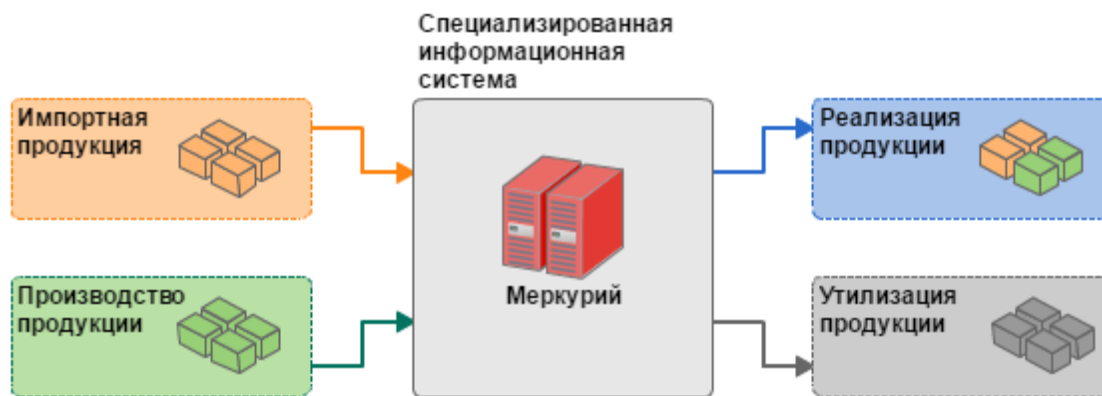 Специализированная
информационная
система
Импортная
продукция
Реализация
продукции
Меркурий
Производство
продукции
Утилизация
продукции